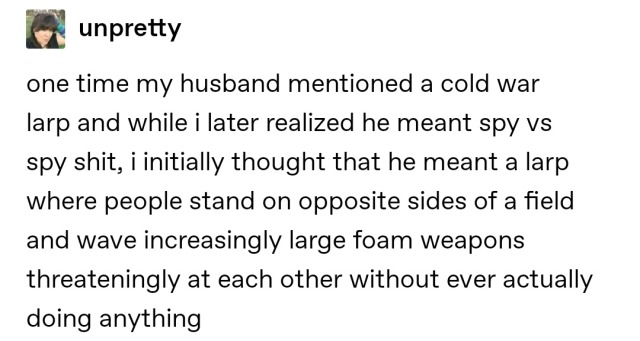 unpretty
one time my husband mentioned a cold war
larp and while i later realized he meant spy vs
spy shit, i initially thought that he meant a larp
where people stand on opposite sides of a field
and wave increasingly large foam weapons
threateningly at each other without ever actually
doing anything